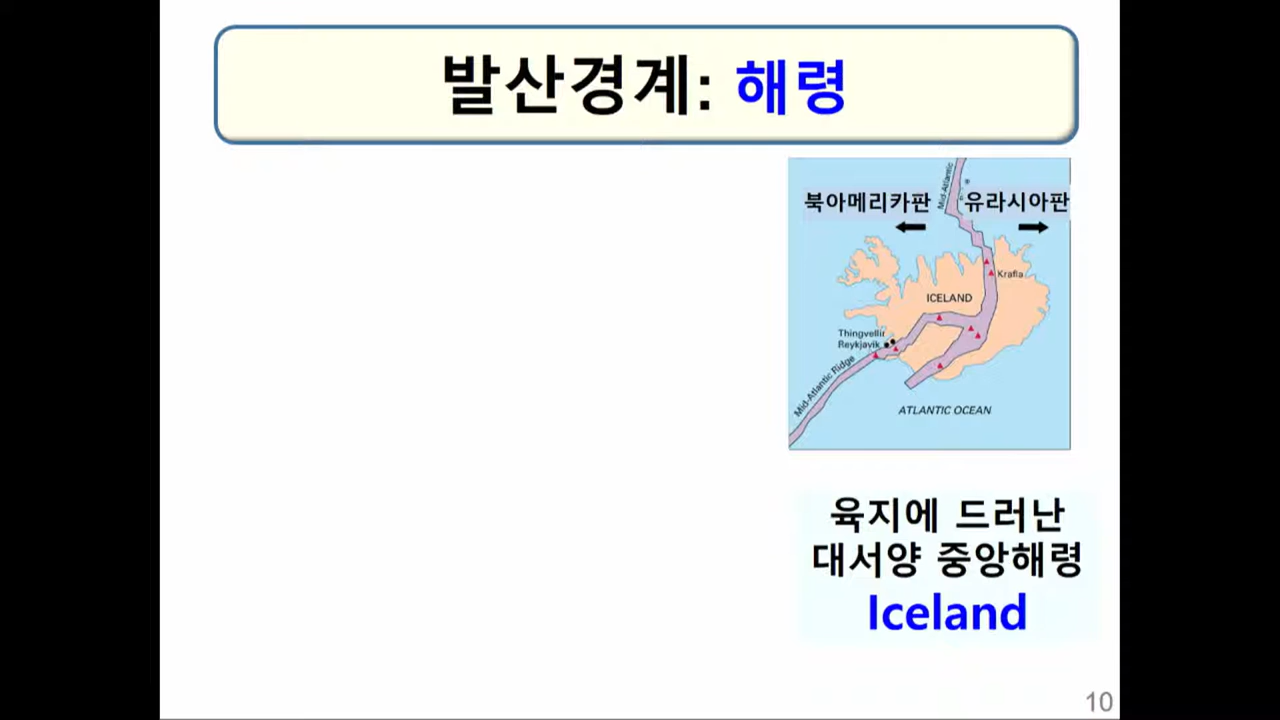 발산경계: 해령
Mid-Atlantic
북아메리카판
유라시아판
Krafla
ICELAND
Thingvellir
Reykjavik
Mid-Atlantic Ridge
ATLANTIC OCEAN
육지에 드러난
대서양 중앙해령
Iceland
10